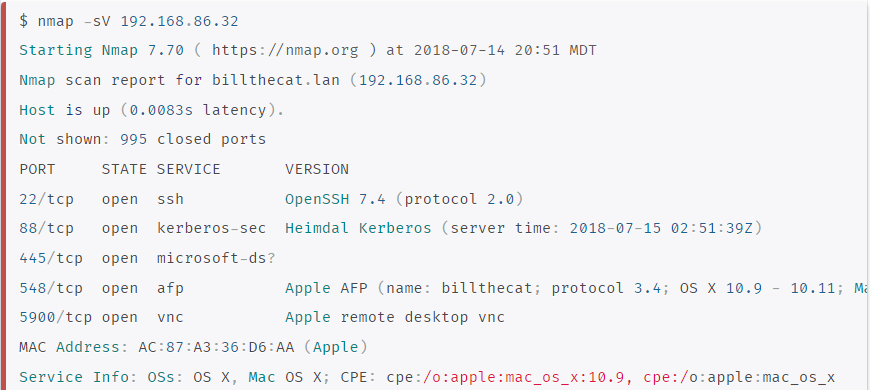 $ nmap -sV 192.168.86.32
Starting Nmap 7.70 ( https://nmap.org ) at 2018-07-14 20:51 MDT
Nmap scan report for billthecat.lan (192.168.86.32)
Host is up (0.0083s latency).
Not shown: 995 closed ports
PORT     STATE SERVICE       VERSION
22/tcp   open  ssh           OpenSSH 7.4 (protocol 2.0)
88/tcp   open  kerberos-sec  Heimdal Kerberos (server time: 2018-07-15 02:51:39Z)
445/tcp  open  microsoft-ds?
548/tcp  open  afp           Apple AFP (name: billthecat; protocol 3.4; OS X 10.9 - 10.11;
5900/tcp open  vnc           Apple remote desktop vnc
MAC Address: AC:87:A3:36:D6:AA (Apple)
Service Info: OSs: OS X, Mac OS X; CPE: cpe:/o:apple:mac_os_x:10.9, cpe:/o:apple:mac_os_x